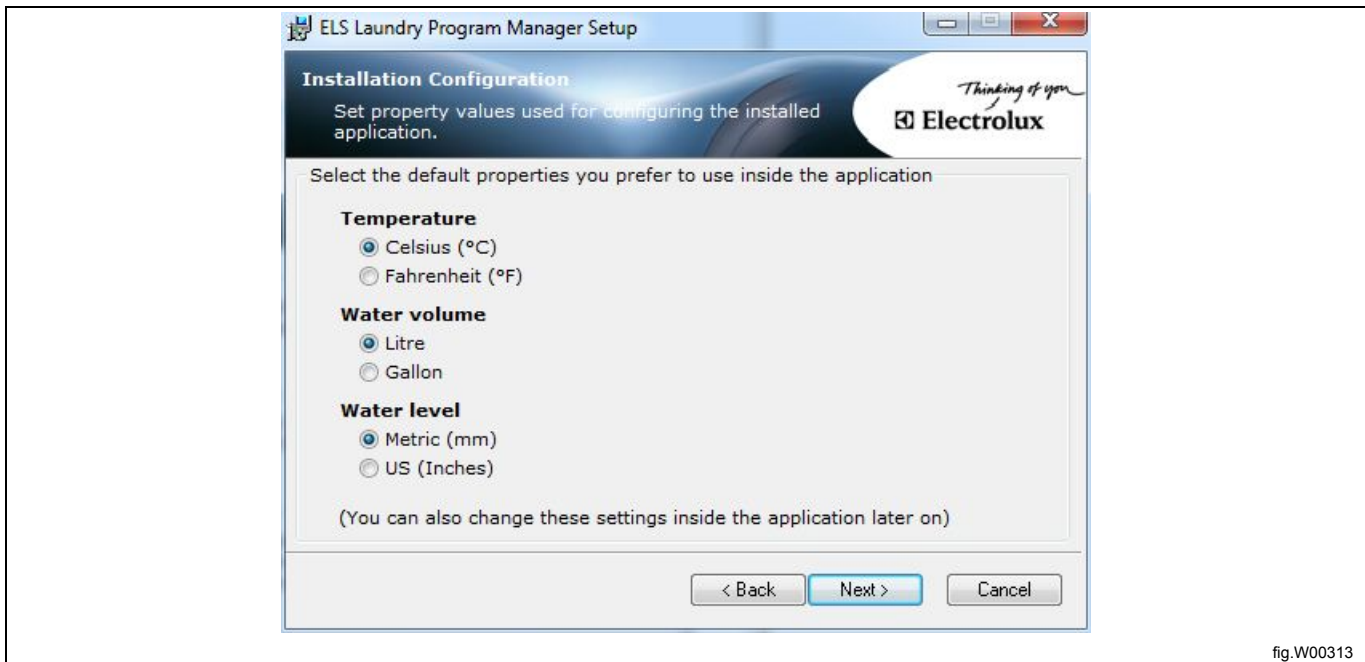 ELS Laundry Program Manager Setup
Installation Configuration
Set property values used for configuring the installed
application.
Thinking of you
Electrolux
Select the default properties you prefer to use inside the application
Temperature
Celsius (°C)
Fahrenheit (°F)
Water volume
Litre
Gallon
Water level
Metric (mm)
US (Inches)
(You can also change these settings inside the application later on)
< Back
Next >
Cancel
fig.W00313